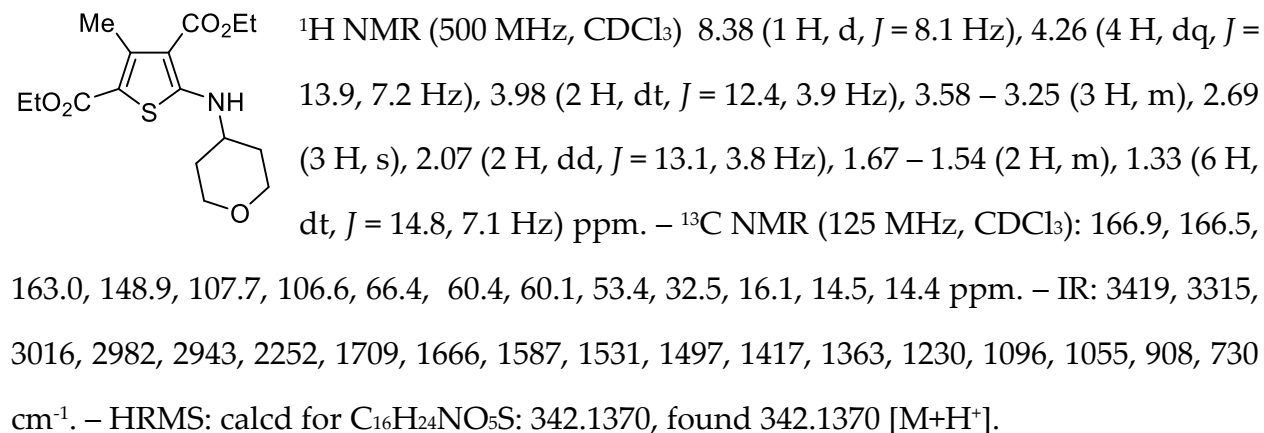 Me
CO₂Et
EtO₂C
S
NH
O
¹H NMR (500 MHz, CDCl₃)  8.38 (1 H, d, J = 8.1 Hz), 4.26 (4 H, dq, J =
13.9, 7.2 Hz), 3.98 (2 H, dt, J = 12.4, 3.9 Hz), 3.58 – 3.25 (3 H, m), 2.69
(3 H, s), 2.07 (2 H, dd, J = 13.1, 3.8 Hz), 1.67 – 1.54 (2 H, m), 1.33 (6 H,
dt, J = 14.8, 7.1 Hz) ppm. – ¹³C NMR (125 MHz, CDCl₃): 166.9, 166.5,
163.0, 148.9, 107.7, 106.6, 66.4,  60.4, 60.1, 53.4, 32.5, 16.1, 14.5, 14.4 ppm. – IR: 3419, 3315,
3016, 2982, 2943, 2252, 1709, 1666, 1587, 1531, 1497, 1417, 1363, 1230, 1096, 1055, 908, 730
cm⁻¹. – HRMS: calcd for C₁₆H₂₄NO₅S: 342.1370, found 342.1370 [M+H⁺].